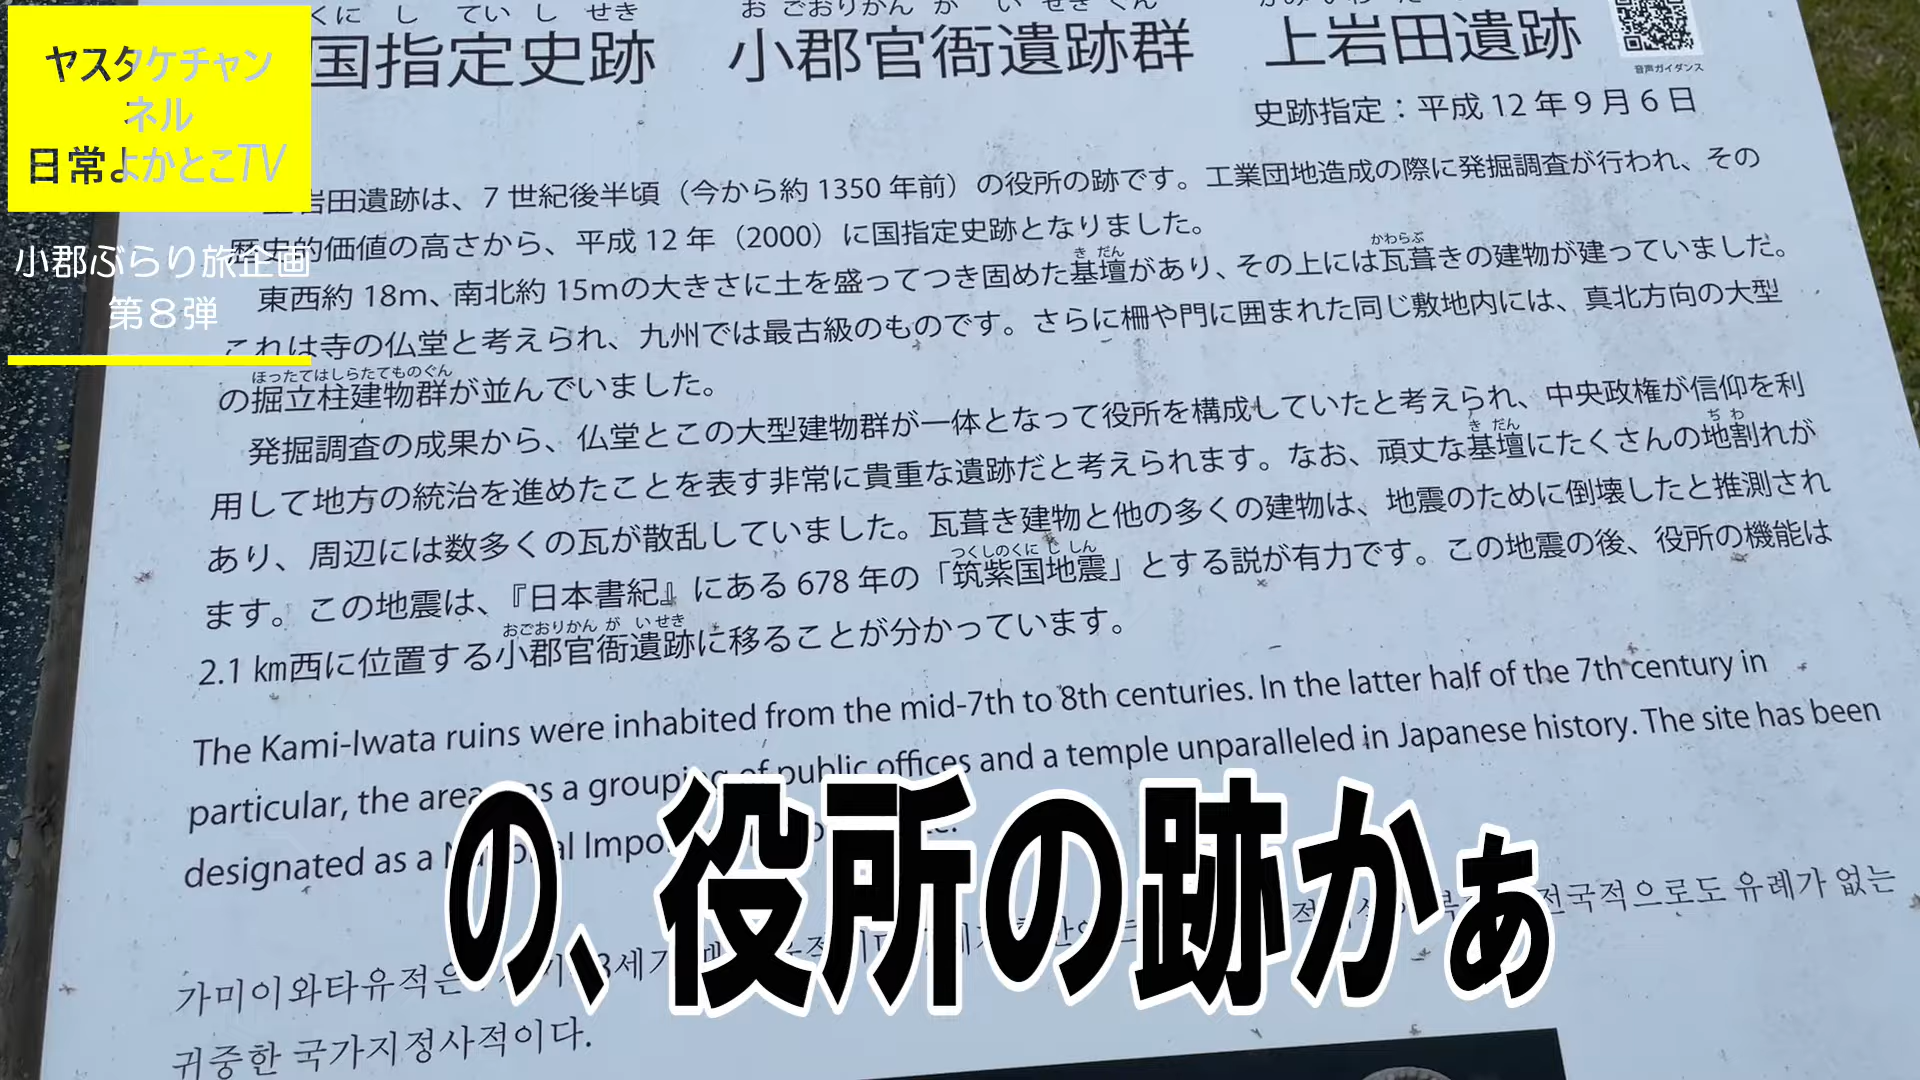 ヤスタケチャン
ネル
日常よかとこTV
小郡ぶらり旅企画
第８弾
くに し てい し せき
国指定史跡
お ごおりかん が い せき ぐん
小郡官衙遺跡群
上岩田遺跡
音声ガイダンス
史跡指定：平成 12 年 9 月 6 日
岩田遺跡は、7 世紀後半頃（今から約 1350 年前）の役所の跡です。工業団地造成の際に発掘調査が行われ、その
歴史的価値の高さから、平成 12 年（2000）に国指定史跡となりました。
き だん かわらぶ
東西約 18m、南北約 15mの大きさに土を盛ってつき固めた基壇があり、その上には瓦葺きの建物が建っていました。
これは寺の仏堂と考えられ、九州では最古級のものです。さらに柵や門に囲まれた同じ敷地内には、真北方向の大型
ほったてはしらたてものぐん
の掘立柱建物群が並んでいました。
発掘調査の成果から、仏堂とこの大型建物群が一体となって役所を構成していたと考えられ、中央政権が信仰を利
き だん ぢ わ
用して地方の統治を進めたことを表す非常に貴重な遺跡だと考えられます。なお、頑丈な基壇にたくさんの地割れが
あり、周辺には数多くの瓦が散乱していました。瓦葺き建物と他の多くの建物は、地震のために倒壊したと推測され
つくしのくに じ しん
ます。この地震は、『日本書紀』にある 678 年の「筑紫国地震」とする説が有力です。この地震の後、役所の機能は
おごおりかん が いせき
2.1 ㎞西に位置する小郡官衙遺跡に移ることが分かっています。
The Kami-Iwata ruins were inhabited from the mid-7th to 8th centuries. In the latter half of the 7th century in
particular, the area as a grouping of public offices and a temple unparalleled in Japanese history. The site has been
designated as a
の、役所の跡かぁ
가미이와타유적은
전국적으로도 유례가 없는
귀중한 국가지정사적이다.